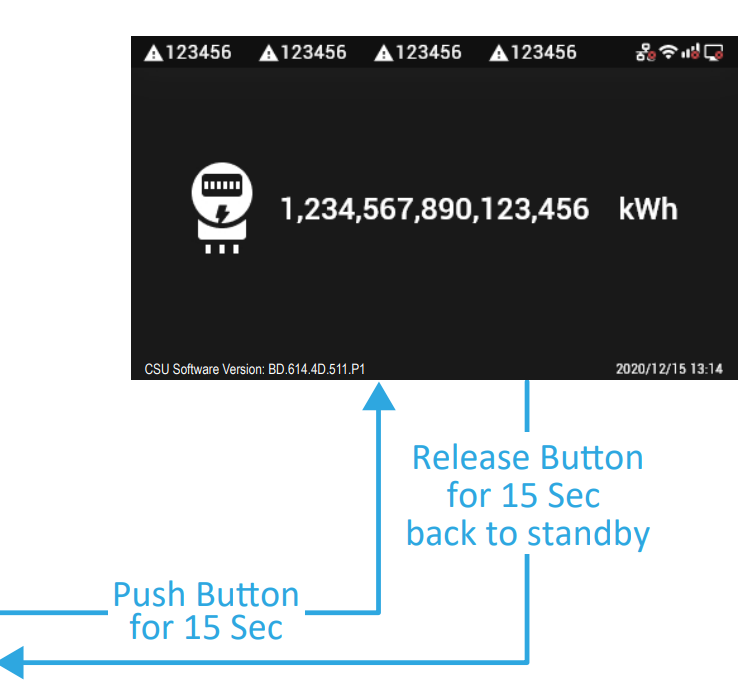 123456 123456 123456 123456
1,234,567,890,123,456 kWh
CSU Software Version: BD.614.4D.511.P1 2020/12/15 13:14
Release Button
for 15 Sec
back to standby
Push Button
for 15 Sec